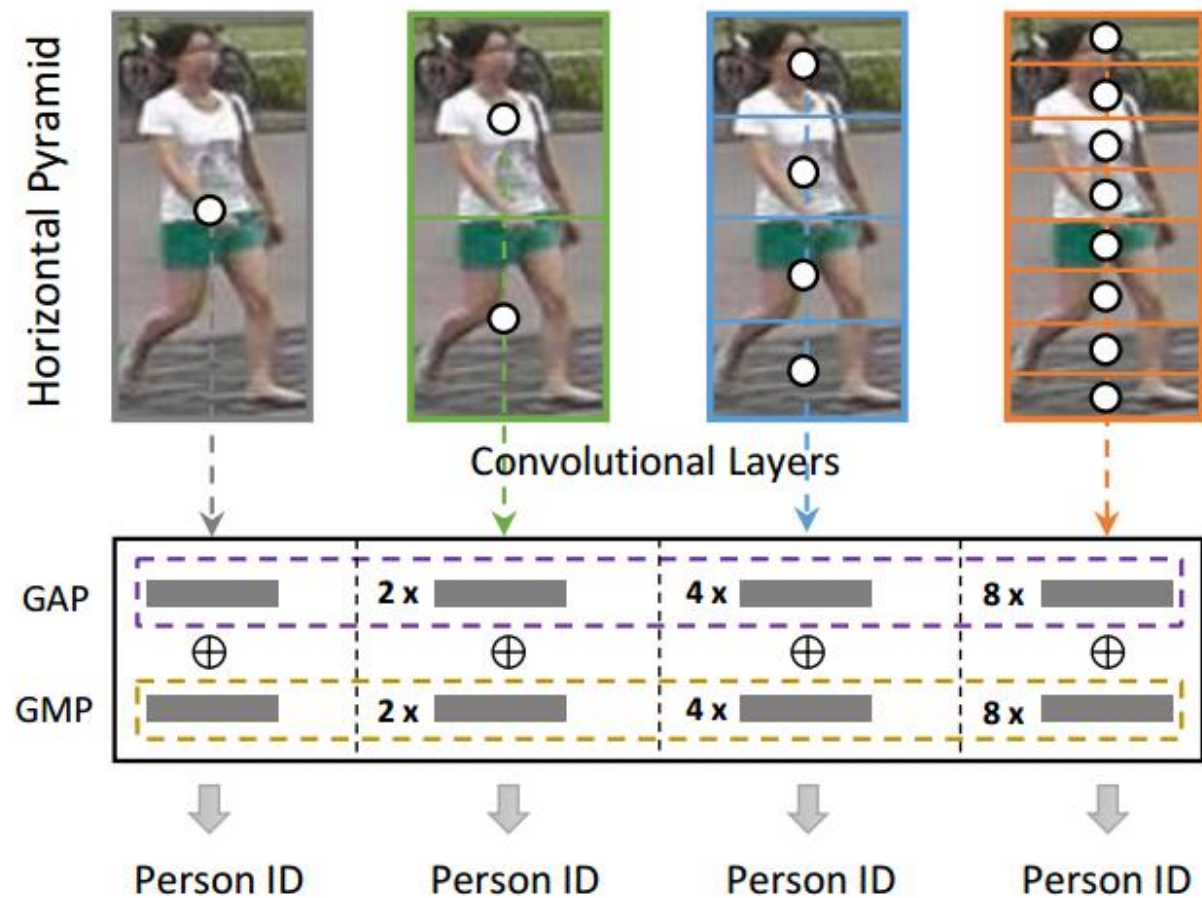 Horizontal Pyramid
Convolutional Layers
GAP
2 x
4 x
8 x
GMP
2 x
4 x
8 x
Person ID
Person ID
Person ID
Person ID